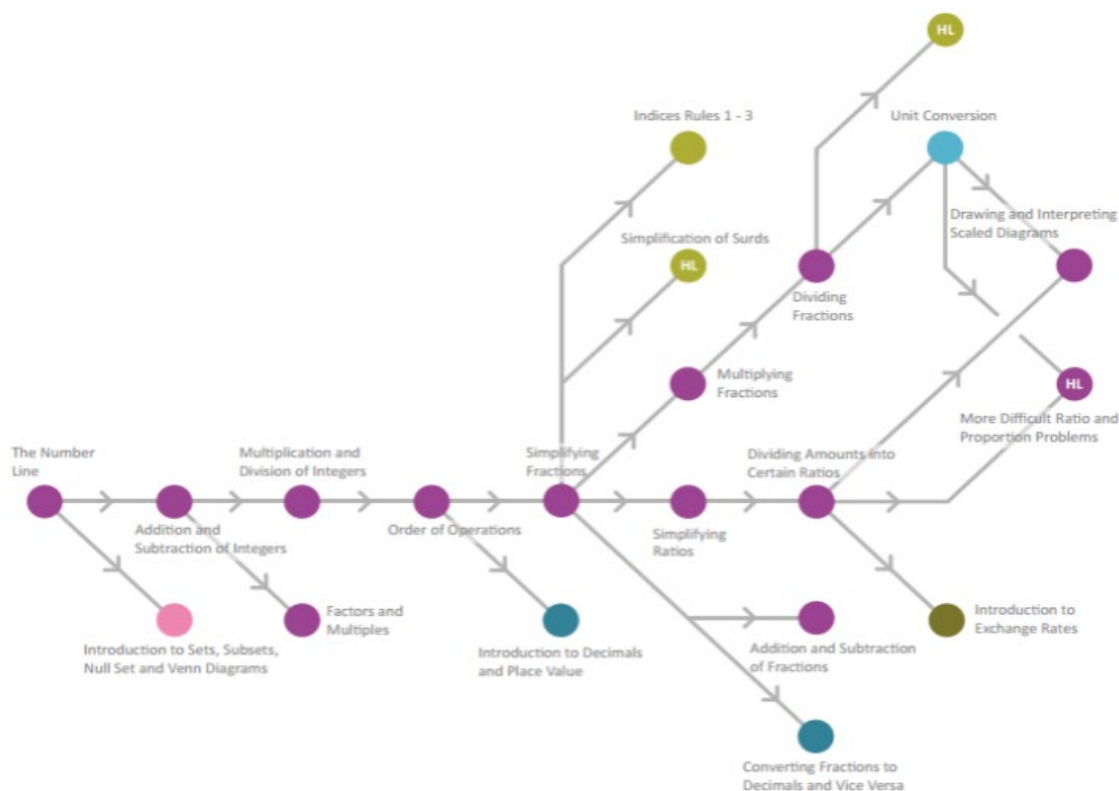 HL
Indices Rules 1 - 3
Unit Conversion
Drawing and Interpreting
Scaled Diagrams
Simplification of Surds
HL
Dividing
Fractions
Multiplying
Fractions
HL
More Difficult Ratio and
Proportion Problems
The Number
Line
Multiplication and
Division of Integers
Simplifying
Fractions
Dividing Amounts into
Certain Ratios
Addition and
Subtraction of Integers
Order of Operations
Simplifying
Ratios
Factors and
Multiples
Introduction to
Exchange Rates
Introduction to Sets, Subsets,
Null Set and Venn Diagrams
Introduction to Decimals
and Place Value
Addition and Subtraction
of Fractions
Converting Fractions to
Decimals and Vice Versa